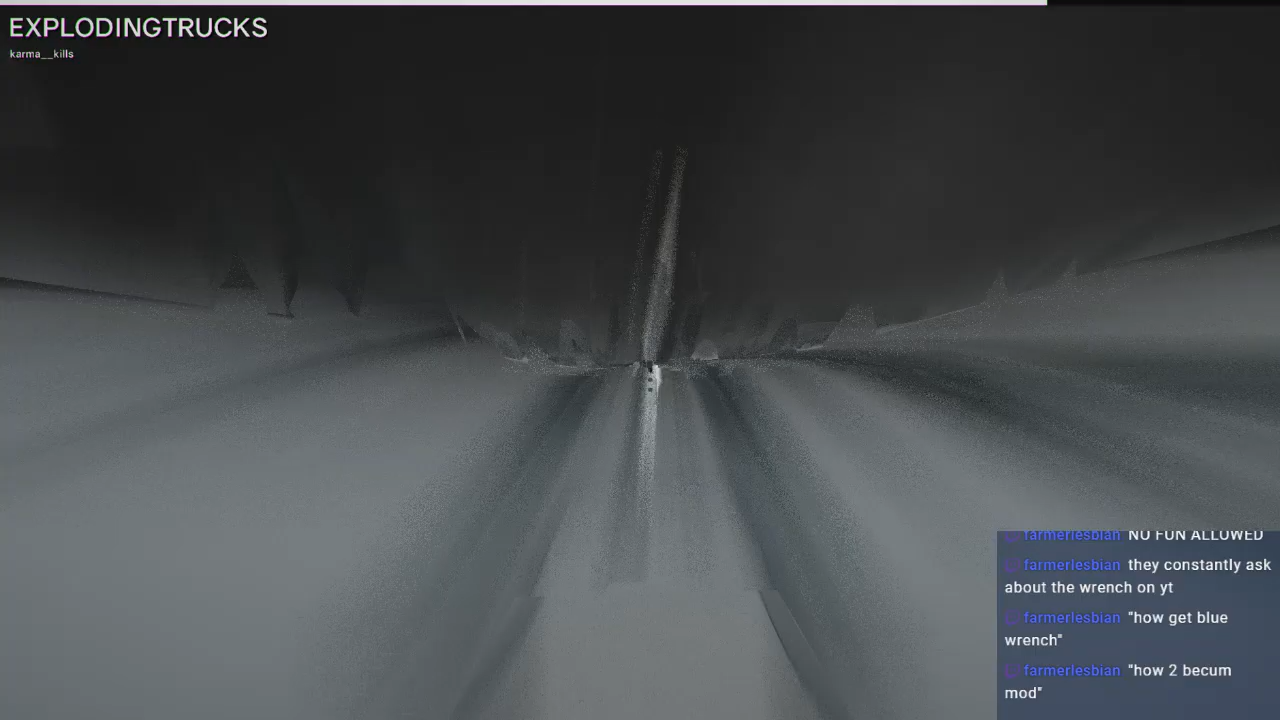 EXPLODINGTRUCKS
karma__kills
farmerlesbian NO FUN ALLOWED
farmerlesbian they constantly ask
about the wrench on yt
farmerlesbian "how get blue
wrench"
farmerlesbian "how 2 becum
mod"